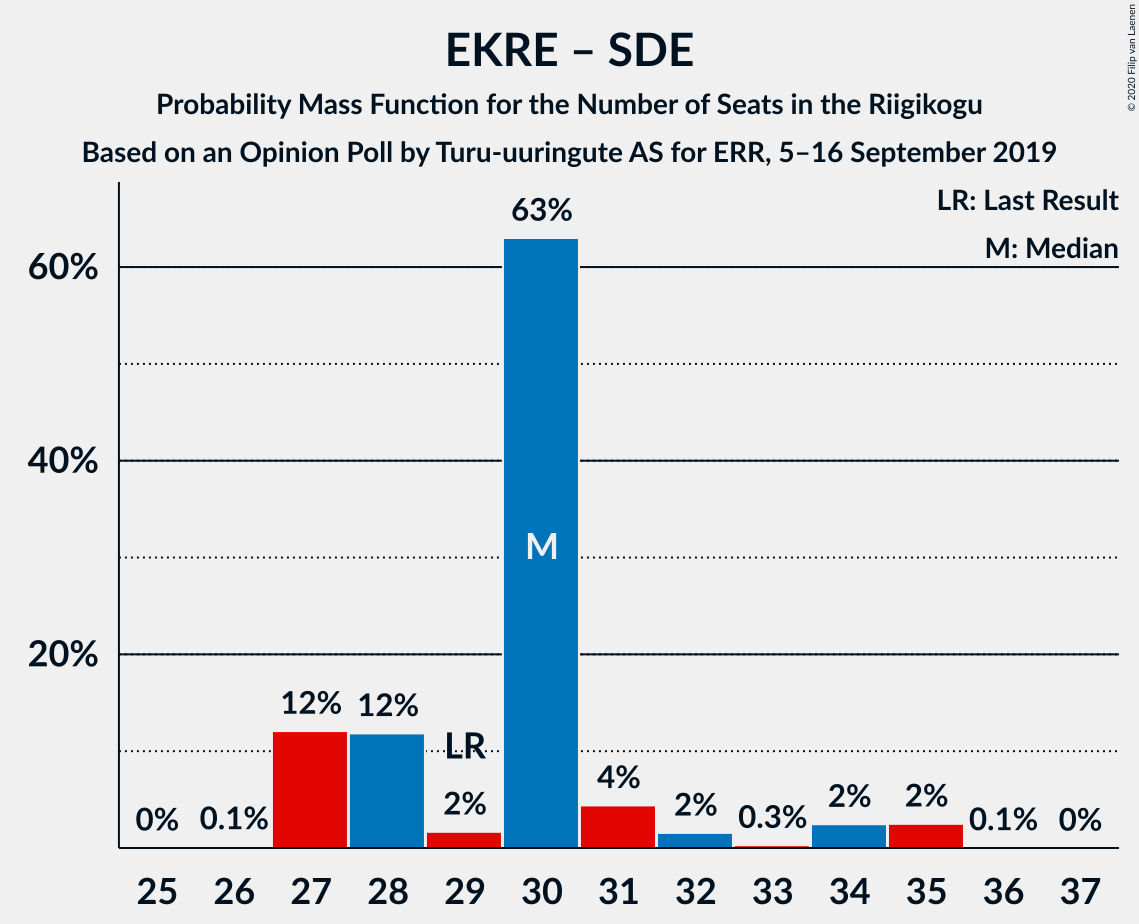 EKRE – SDE
Probability Mass Function for the Number of Seats in the Riigikogu
Based on an Opinion Poll by Turu-uuringute AS for ERR, 5–16 September 2019
© 2020 Filip van Laenen
LR: Last Result
M: Median
60%
40%
20%
0%
0.1%
12%
12%
LR
2%
63%
M
4%
2%
0.3%
2%
2%
0.1%
0%
25 26 27 28 29 30 31 32 33 34 35 36 37